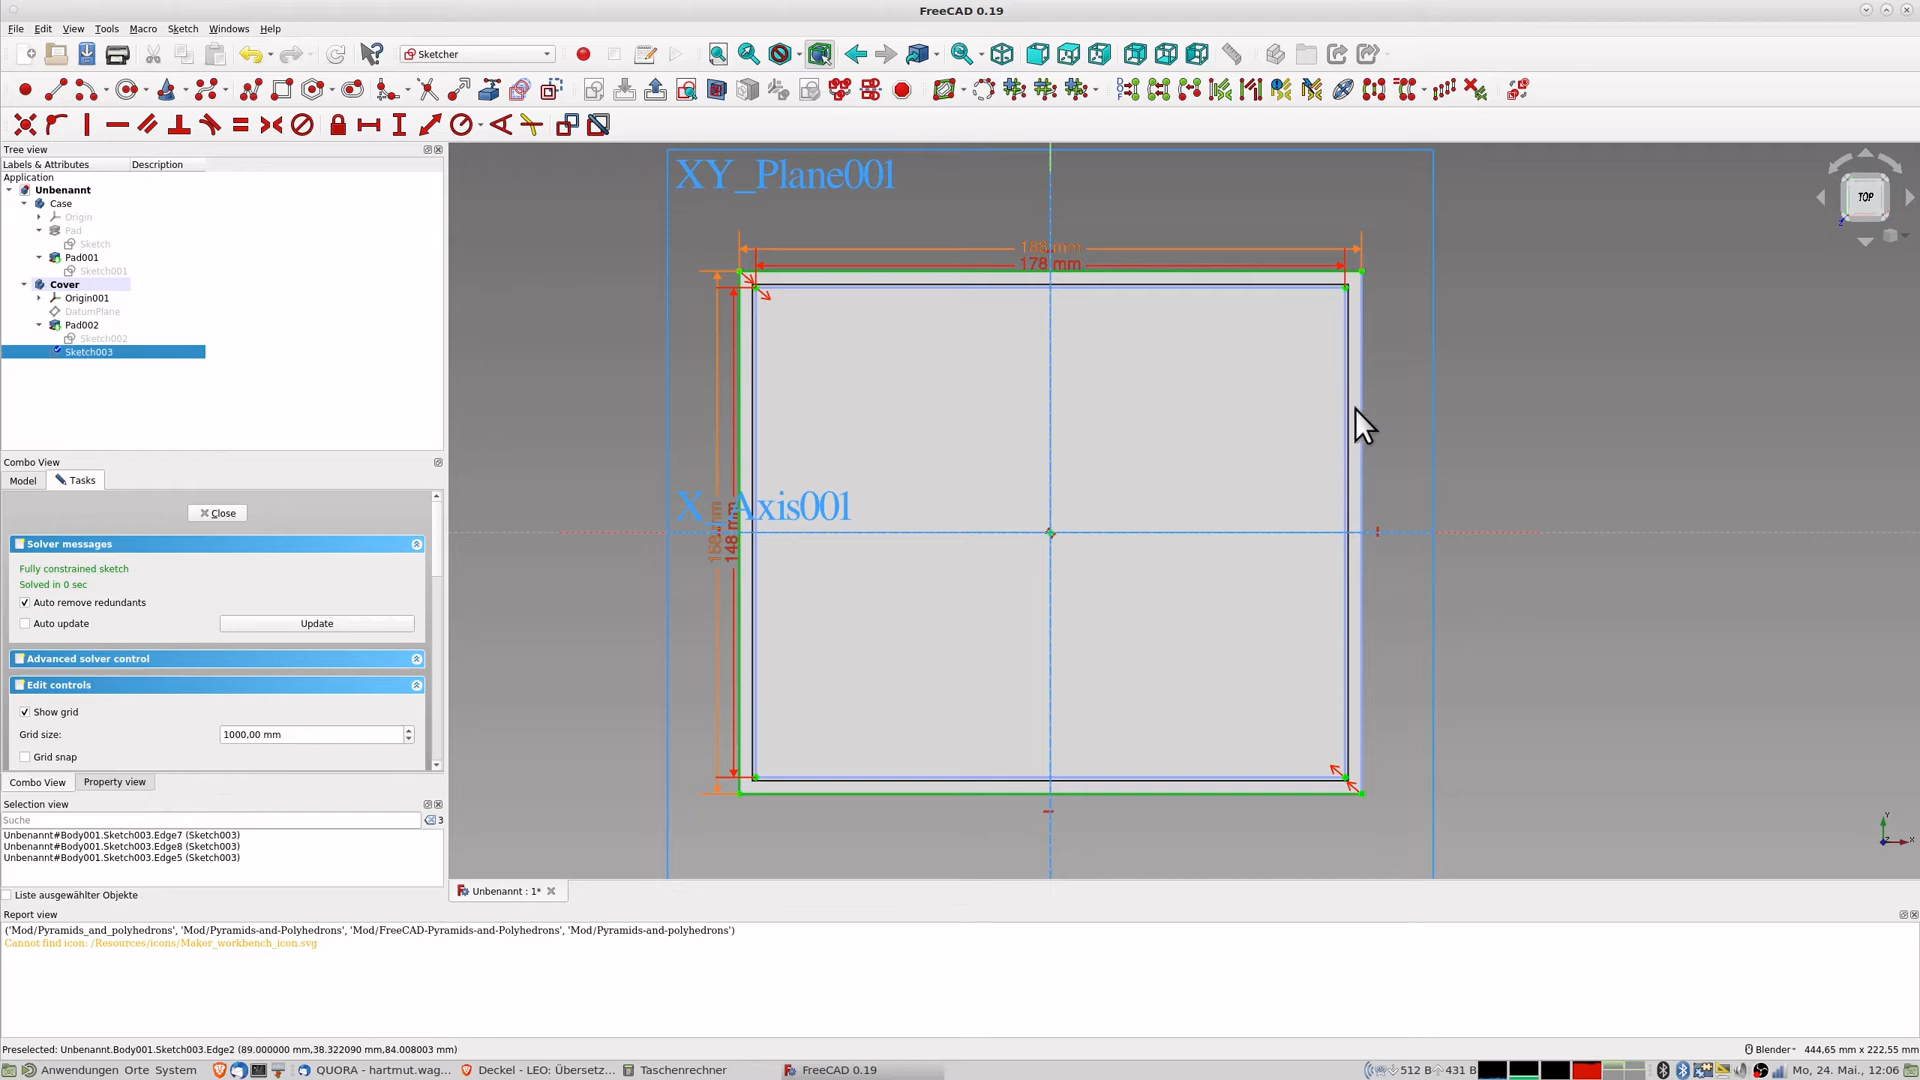 FreeCAD 0.19
File Edit View Tools Macro Sketch Windows Help
Sketcher
Tree view
Labels & Attributes Description
Application
Unbenannt
Case
Origin
Pad
Sketch
Pad001
Sketch001
Cover
Origin001
DatumPlane
Pad002
Sketch002
Sketch003
Combo View
Model Tasks
Close
Solver messages
Fully constrained sketch
Solved in 0 sec
Auto remove redundants
Auto update Update
Advanced solver control
Edit controls
Show grid
Grid size: 1000,00 mm
Grid snap
Combo View Property view
Selection view
Suche 3
Unbenannt#Body001.Sketch003.Edge7 (Sketch003)
Unbenannt#Body001.Sketch003.Edge8 (Sketch003)
Unbenannt#Body001.Sketch003.Edge5 (Sketch003)
Liste ausgewählter Objekte
XY_Plane001
178 mm
X_Axis001
148 mm
TOP
Y
X
Unbenannt : 1*
Report view
('Mod/Pyramids_and_polyhedrons', 'Mod/Pyramids-and-Polyhedrons', 'Mod/FreeCAD-Pyramids-and-Polyhedrons', 'Mod/Pyramids-and-polyhedrons')
Cannot find icon: /Resources/icons/Maker_workbench_icon.svg
Preselected: Unbenannt.Body001.Sketch003.Edge2 (89.000000 mm,38.322090 mm,84.008003 mm) Blender 444,65 mm x 222,55 mm
Anwendungen Orte System QUORA - hartmut.wag... Deckel - LEO: Übersetz... Taschenrechner FreeCAD 0.19 512 B 431 B Mo, 24. Mai., 12:06